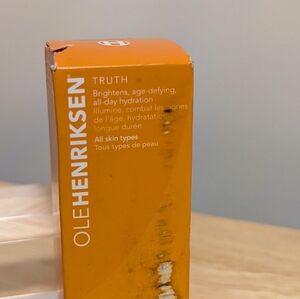 OLEHENRIKSEN®
TRUTH
Brightens, age-defying,
all-day hydration
Illumine, combat les signes
de l'âge, hydratation
longue durée
All skin types
Tous types de peau